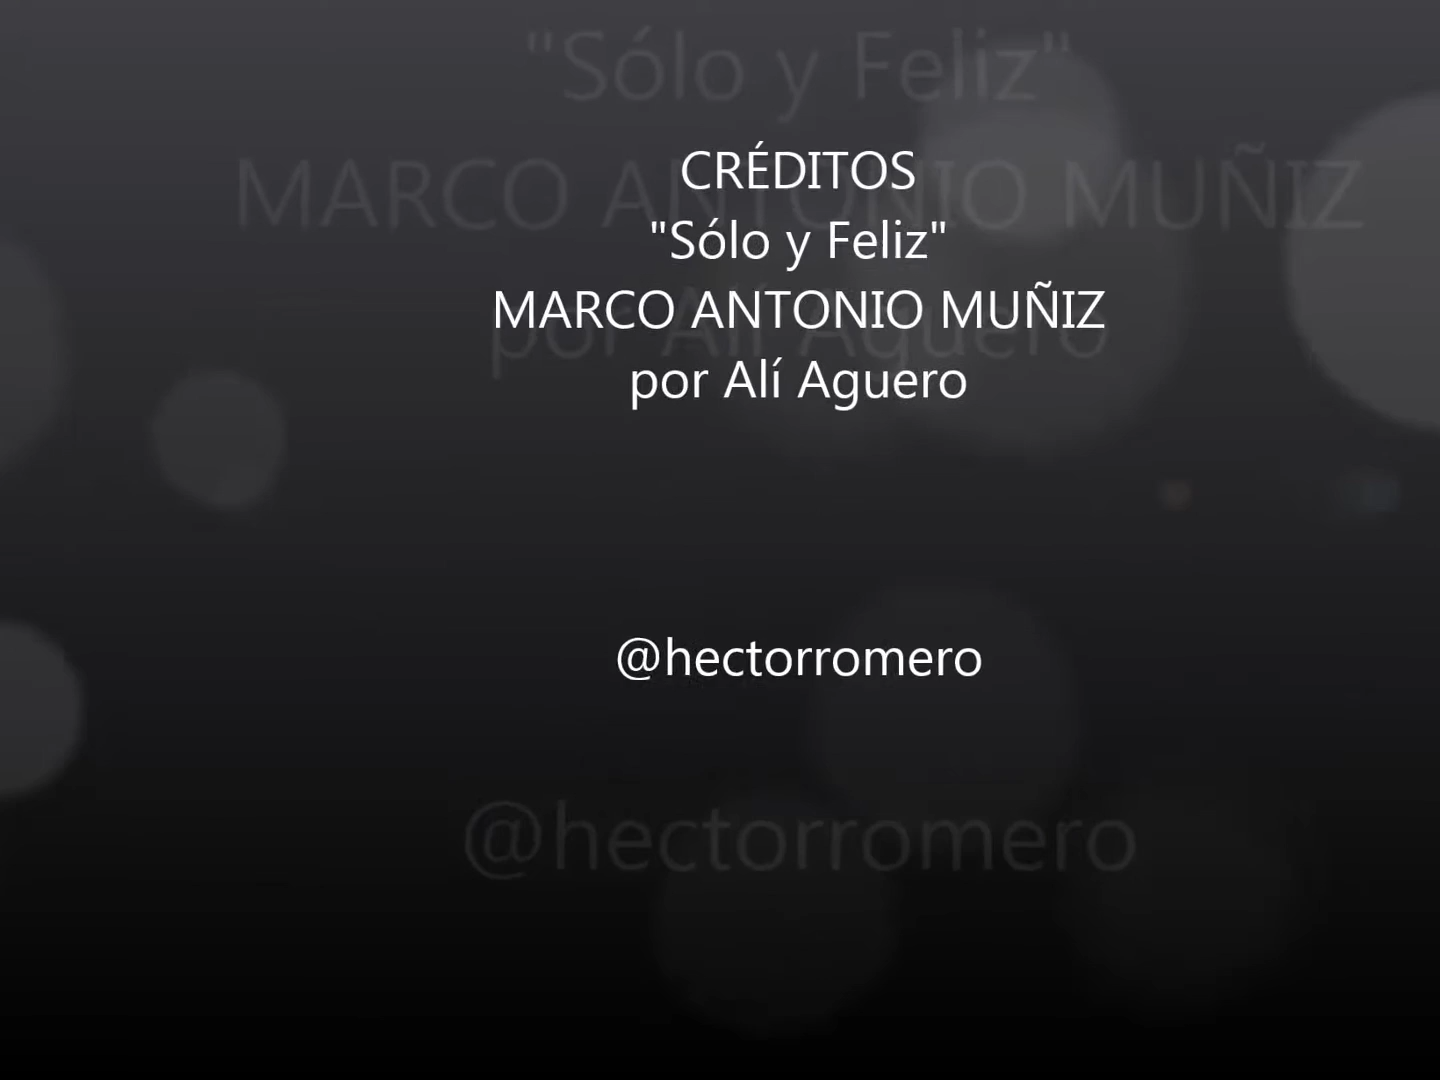 CRÉDITOS
"Sólo y Feliz"
MARCO ANTONIO MUÑIZ
por Alí Aguero
@hectorromero